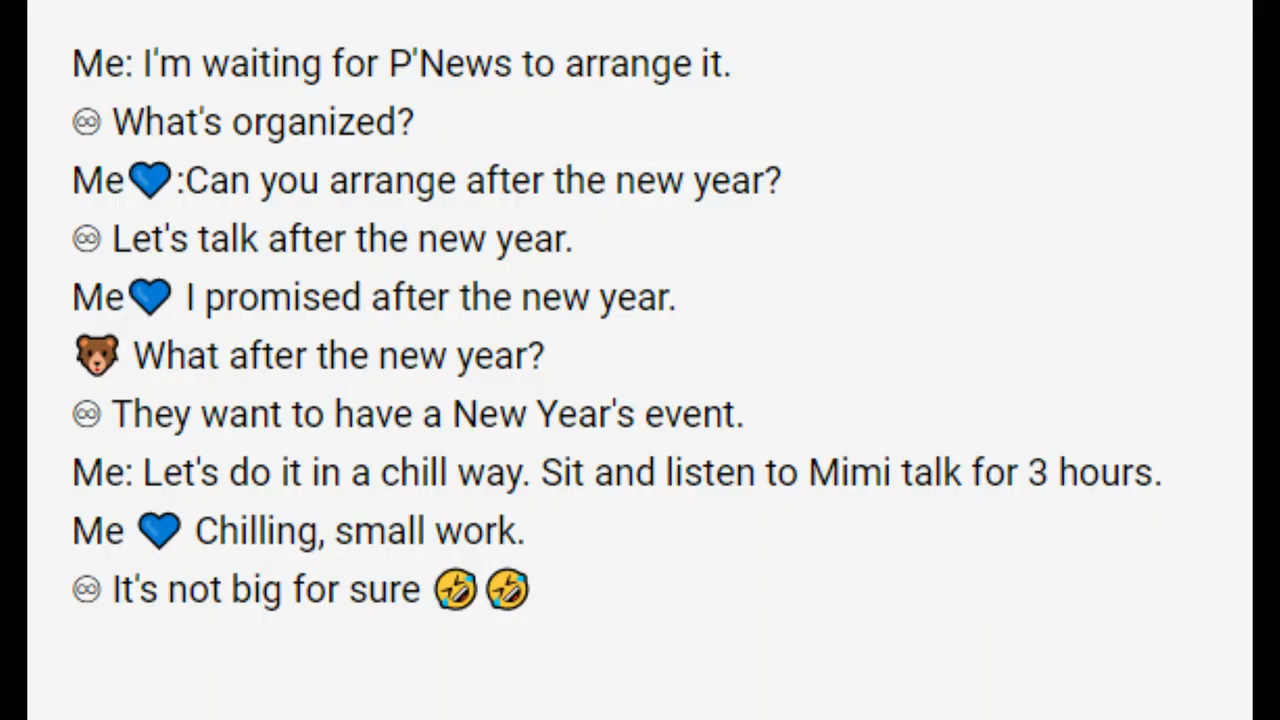 Me: I'm waiting for P'News to arrange it.
♾ What's organized?
Me💙:Can you arrange after the new year?
♾ Let's talk after the new year.
Me💙 I promised after the new year.
🐻 What after the new year?
♾ They want to have a New Year's event.
Me: Let's do it in a chill way. Sit and listen to Mimi talk for 3 hours.
Me 💙 Chilling, small work.
♾ It's not big for sure 🤣🤣